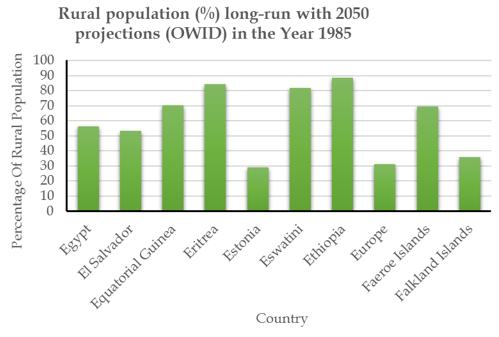 Rural population (%) long-run with 2050
projections (OWID) in the Year 1985
Percentage Of Rural Population
100
90
80
70
60
50
40
30
20
10
0
Egypt
El Salvador
Equatorial Guinea
Eritrea
Estonia
Eswatini
Ethiopia
Europe
Faeroe Islands
Falkland Islands
Country